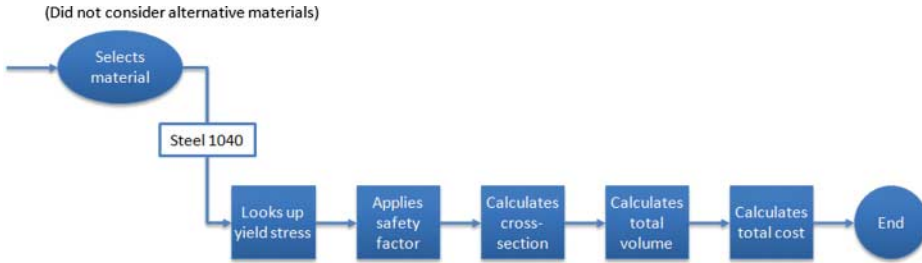 (Did not consider alternative materials)
Selects
material
Steel 1040
Looks up
yield stress
Applies
safety
factor
Calculates
cross-
section
Calculates
total
volume
Calculates
total cost
End